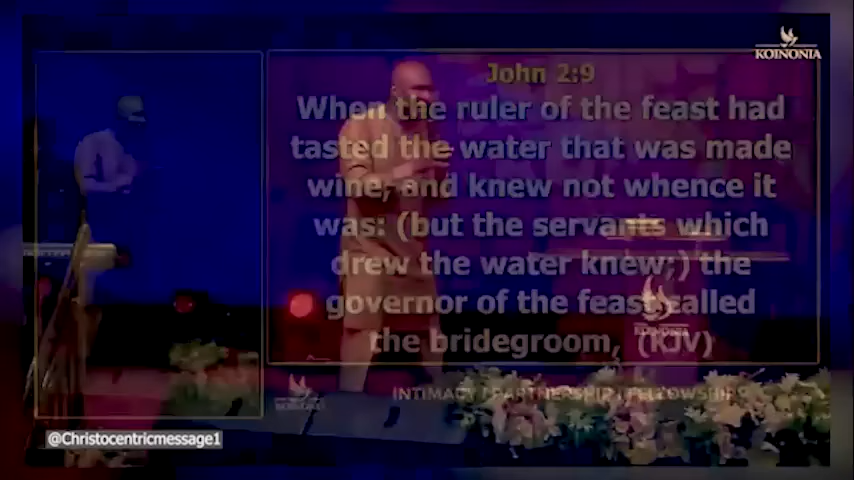 KOINONIA
John 2:9
When the ruler of the feast had
tasted the water that was made
wine, and knew not whence it
was: (but the servants which
drew the water knew;) the
governor of the feast called
the bridegroom, (KJV)
KOINONIA
INTIMACY | PARTNERSHIP | FELLOWSHIP
@Christocentricmessage1